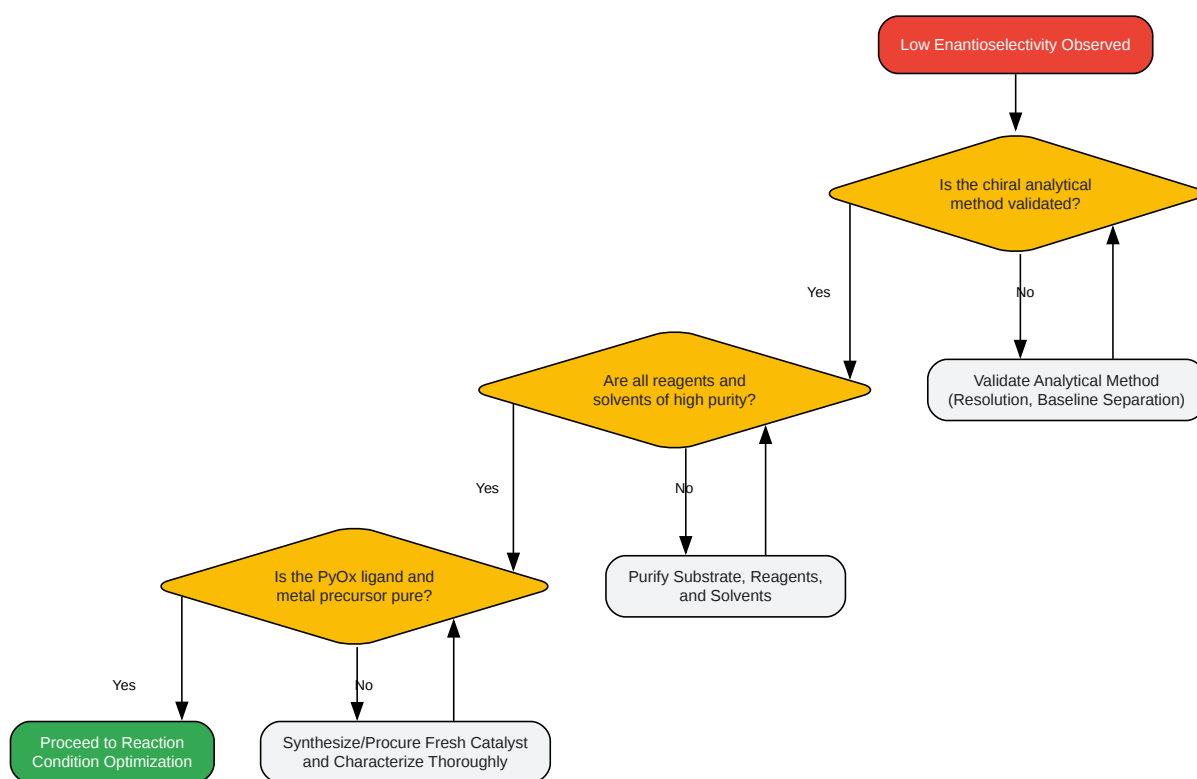 Low Enantioselectivity Observed
Is the chiral analytical
method validated?
Yes
No
Validate Analytical Method
(Resolution, Baseline Separation)
Are all reagents and
solvents of high purity?
Yes
No
Purify Substrate, Reagents,
and Solvents
Is the PyOx ligand and
metal precursor pure?
Yes
No
Proceed to Reaction
Condition Optimization
Synthesize/Procure Fresh Catalyst
and Characterize Thoroughly